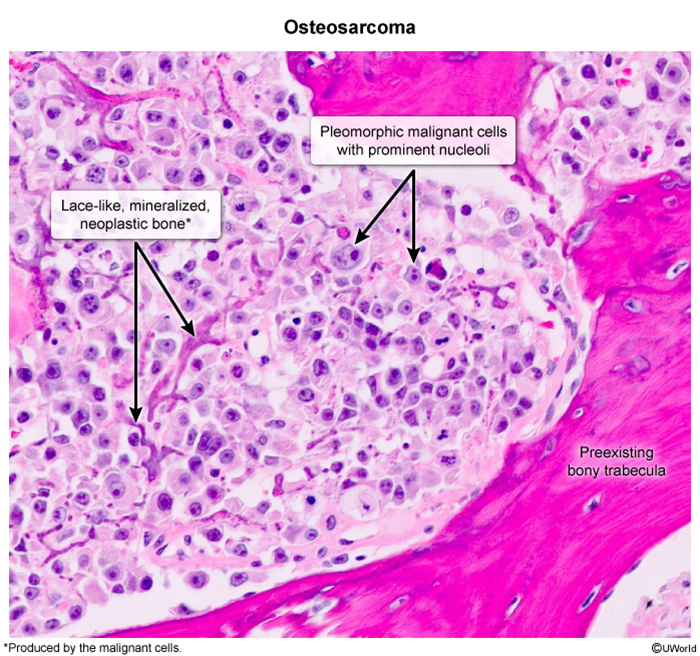 Osteosarcoma
Pleomorphic malignant cells
with prominent nucleoli
Lace-like, mineralized,
neoplastic bone*
Preexisting
bony trabecula
*Produced by the malignant cells.
©UWorld